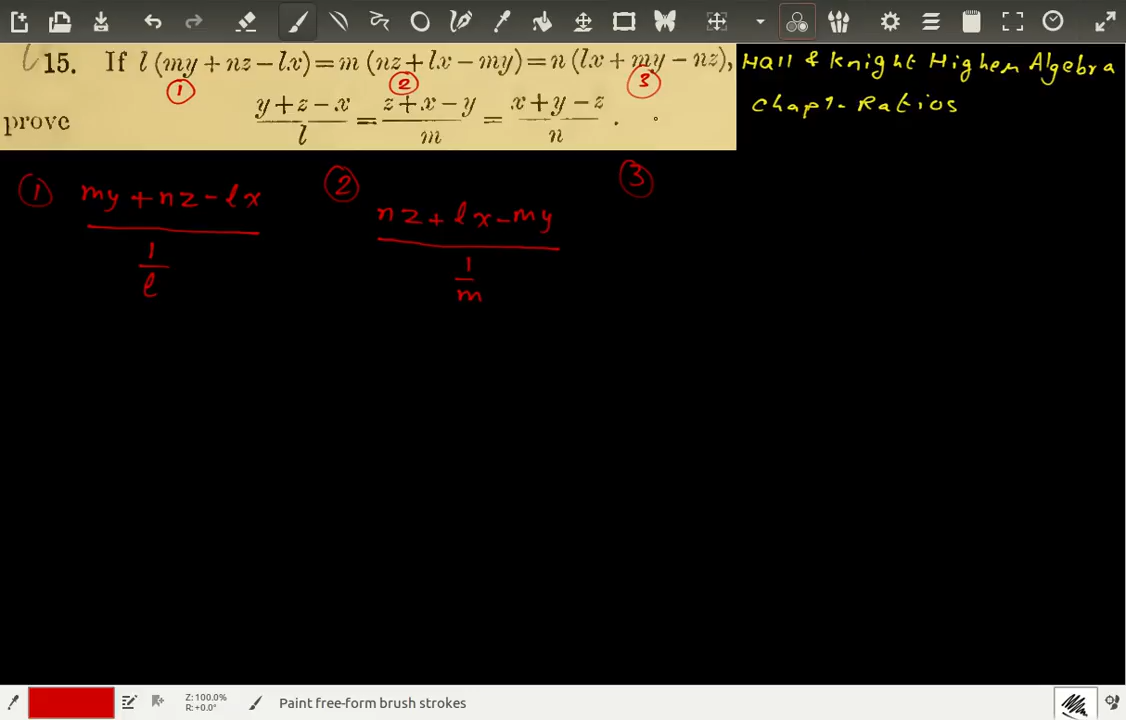 15. If l (my + nz − lx) = m (nz + lx − my) = n (lx + my − nz), Hall & Knight Higher Algebra
1 2 3
prove (y + z − x)/l = (z + x − y)/m = (x + y − z)/n . Chap 1 - Ratios
① (my + nz − lx)/(1/l) ② (nz + lx − my)/(1/m) ③
Z: 100.0%
R: +0.0°
Paint free-form brush strokes